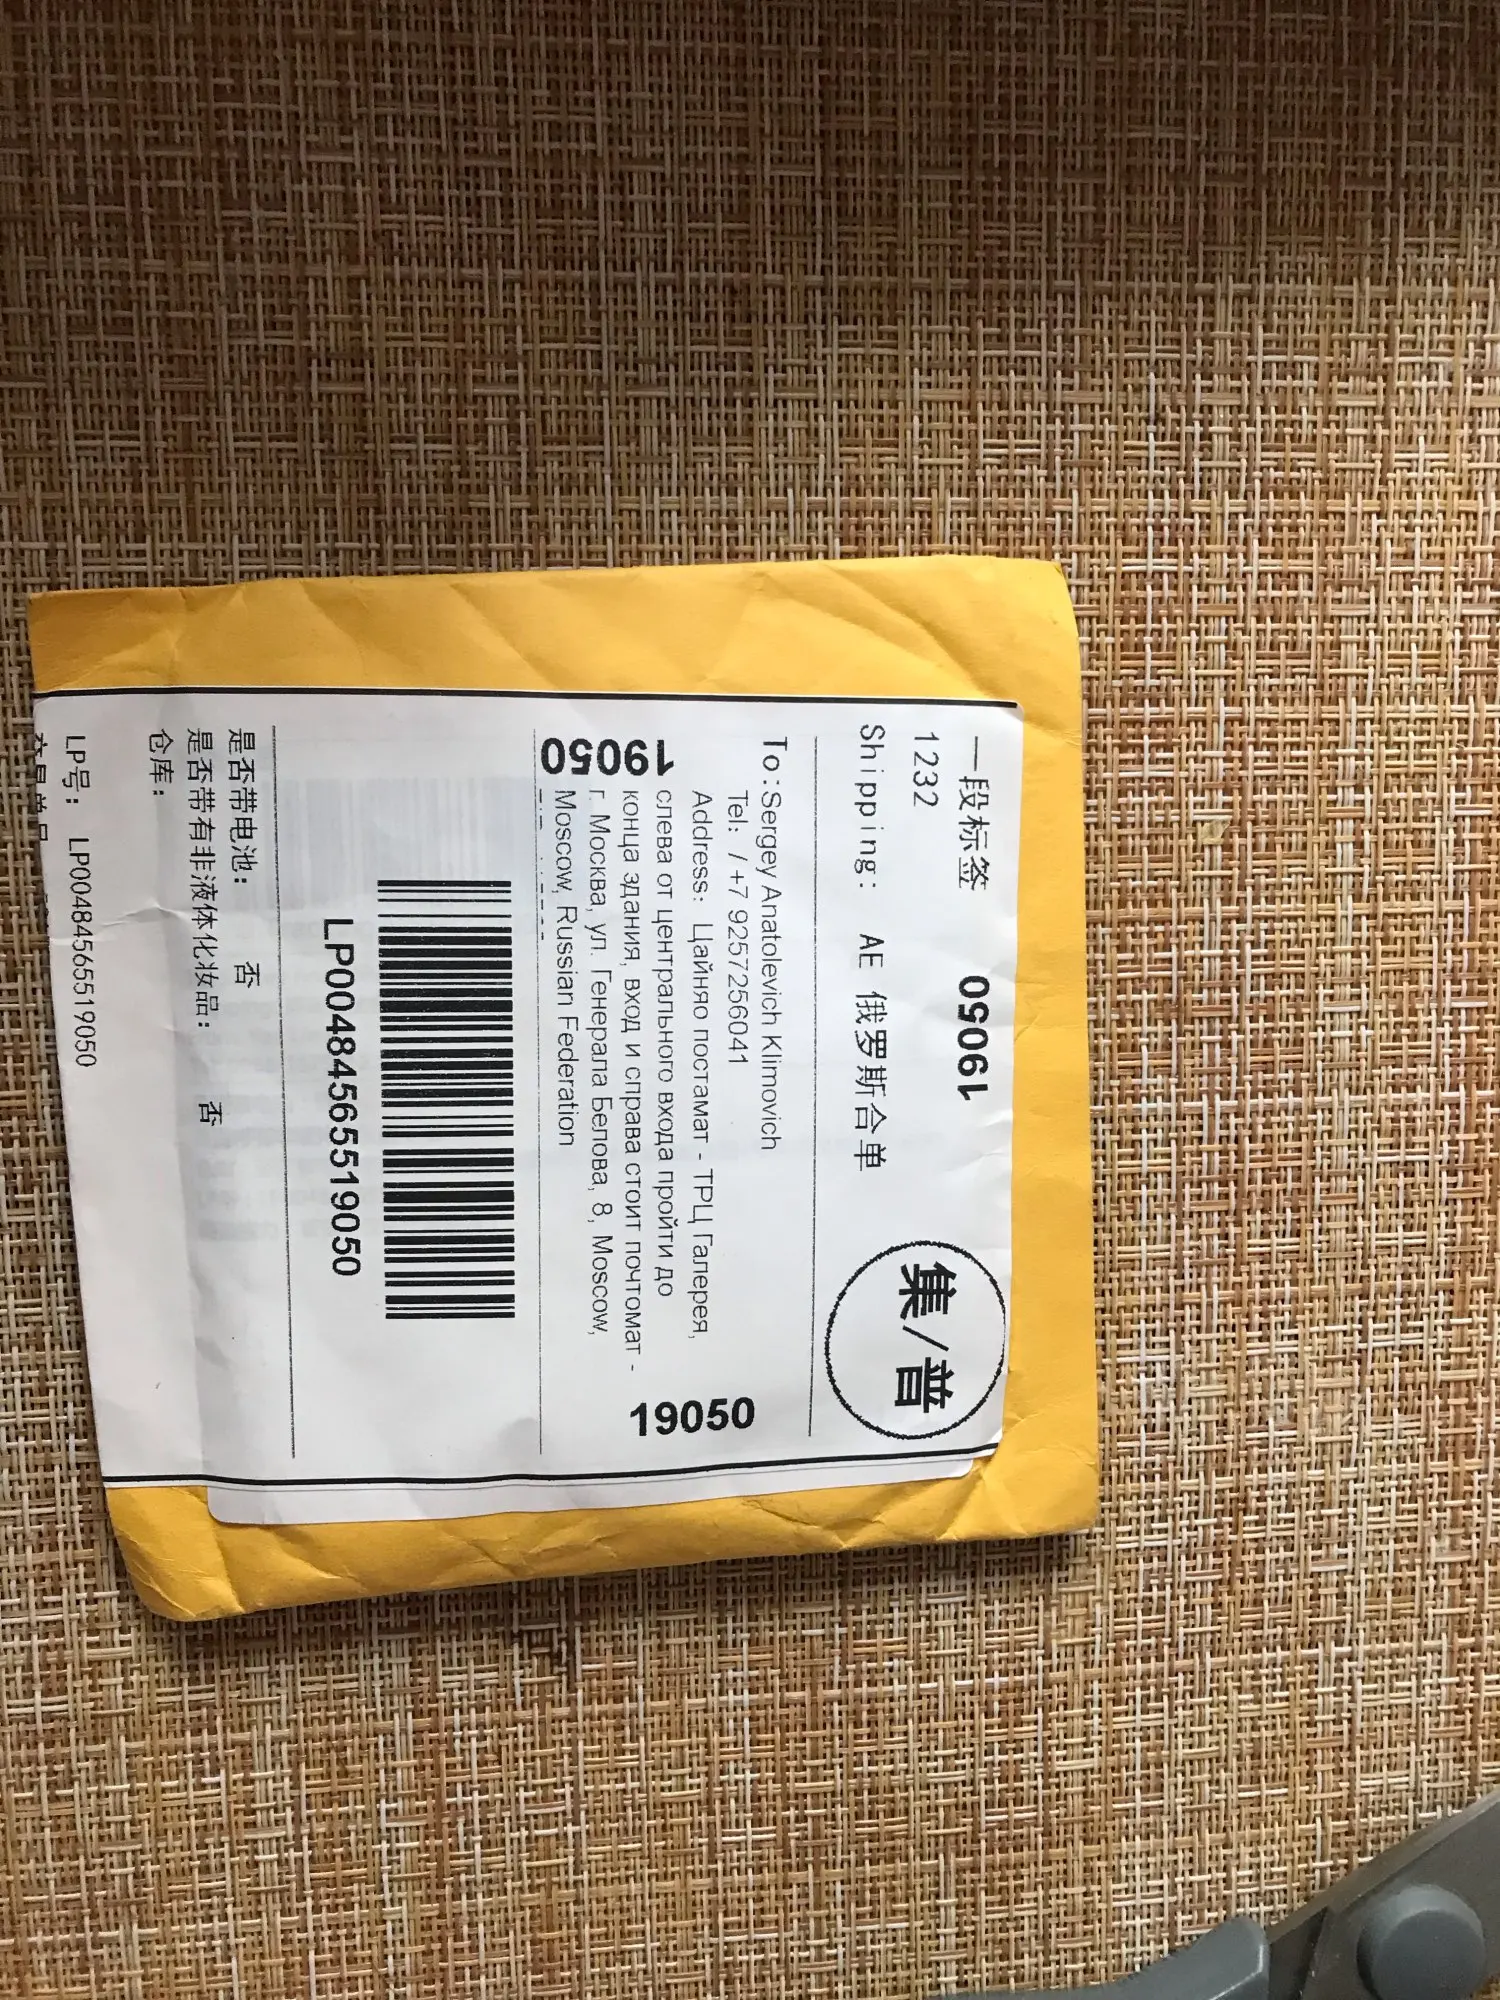 一段标签 19050
1232
Shipping: AE 俄罗斯合单
集/普
To:Sergey Anatolevich Klimovich
Tel: / +7 9257256041
Address: Цайняо постамат - ТРЦ Галерея,
слева от центрального входа пройти до
конца здания, вход и справа стоит почтомат -
г. Москва, ул. Генерала Белова, 8, Moscow,
Moscow, Russian Federation
19050
19050
LP00484565519050
是否带电池: 否
是否带有非液体化妆品: 否
仓库:
LP号: LP00484565519050